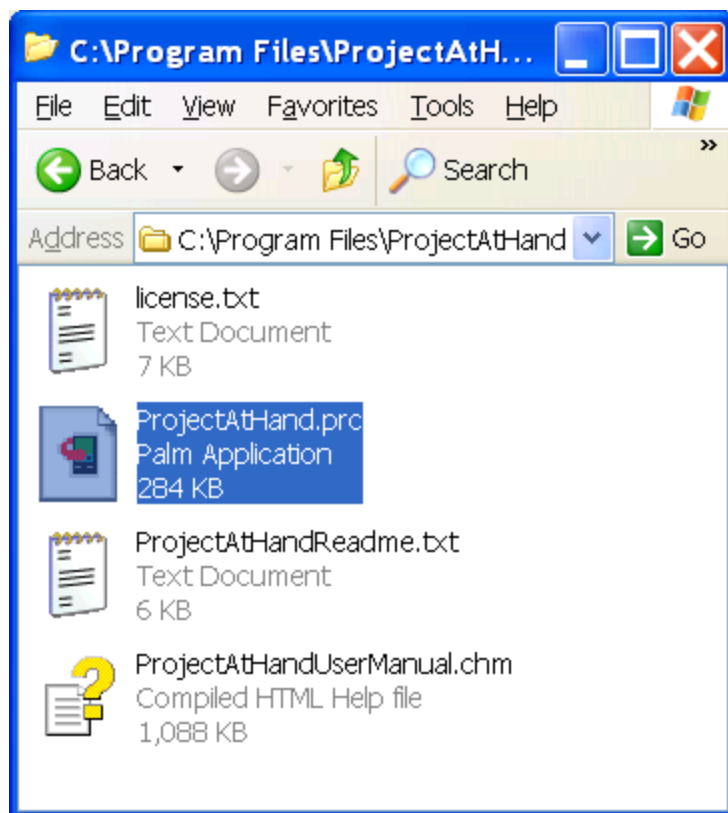 C:\Program Files\ProjectAtH...
File Edit View Favorites Tools Help
Back Search »
Address C:\Program Files\ProjectAtHand Go
license.txt
Text Document
7 KB
ProjectAtHand.prc
Palm Application
284 KB
ProjectAtHandReadme.txt
Text Document
6 KB
ProjectAtHandUserManual.chm
Compiled HTML Help file
1,088 KB